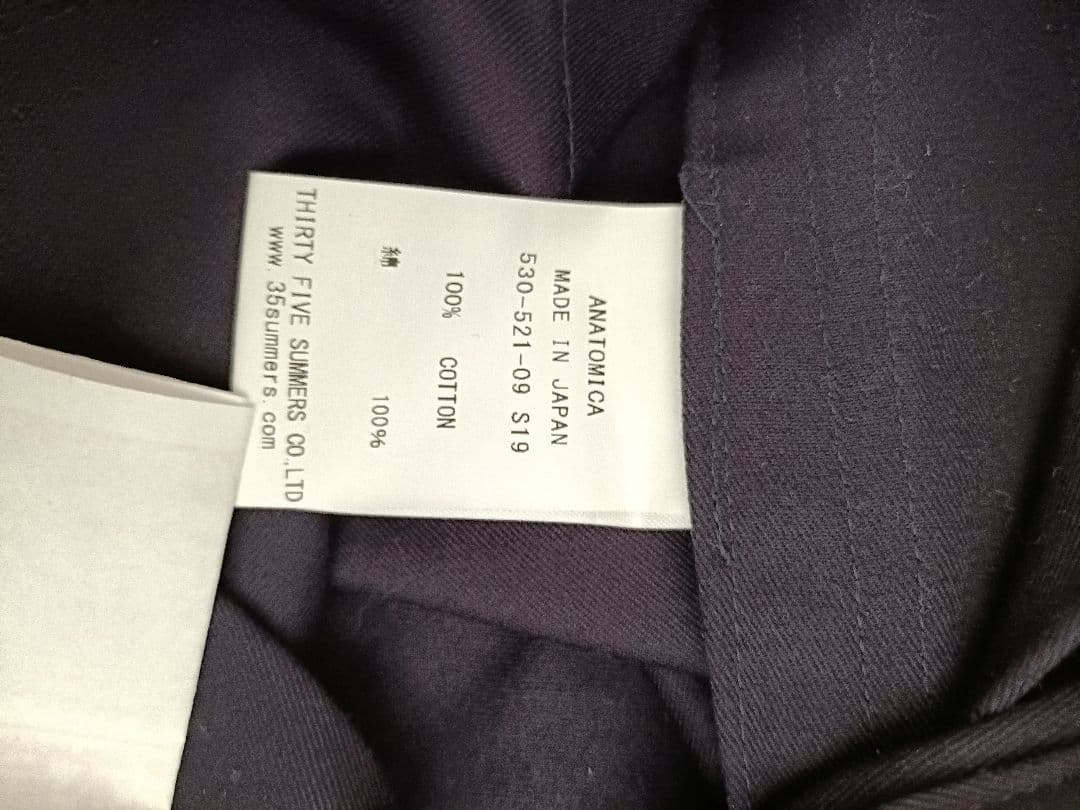 ANATOMICA
MADE IN JAPAN
530-521-09 S19
100% COTTON
綿 100%
THIRTY FIVE SUMMERS CO.,LTD
www.35summers.com